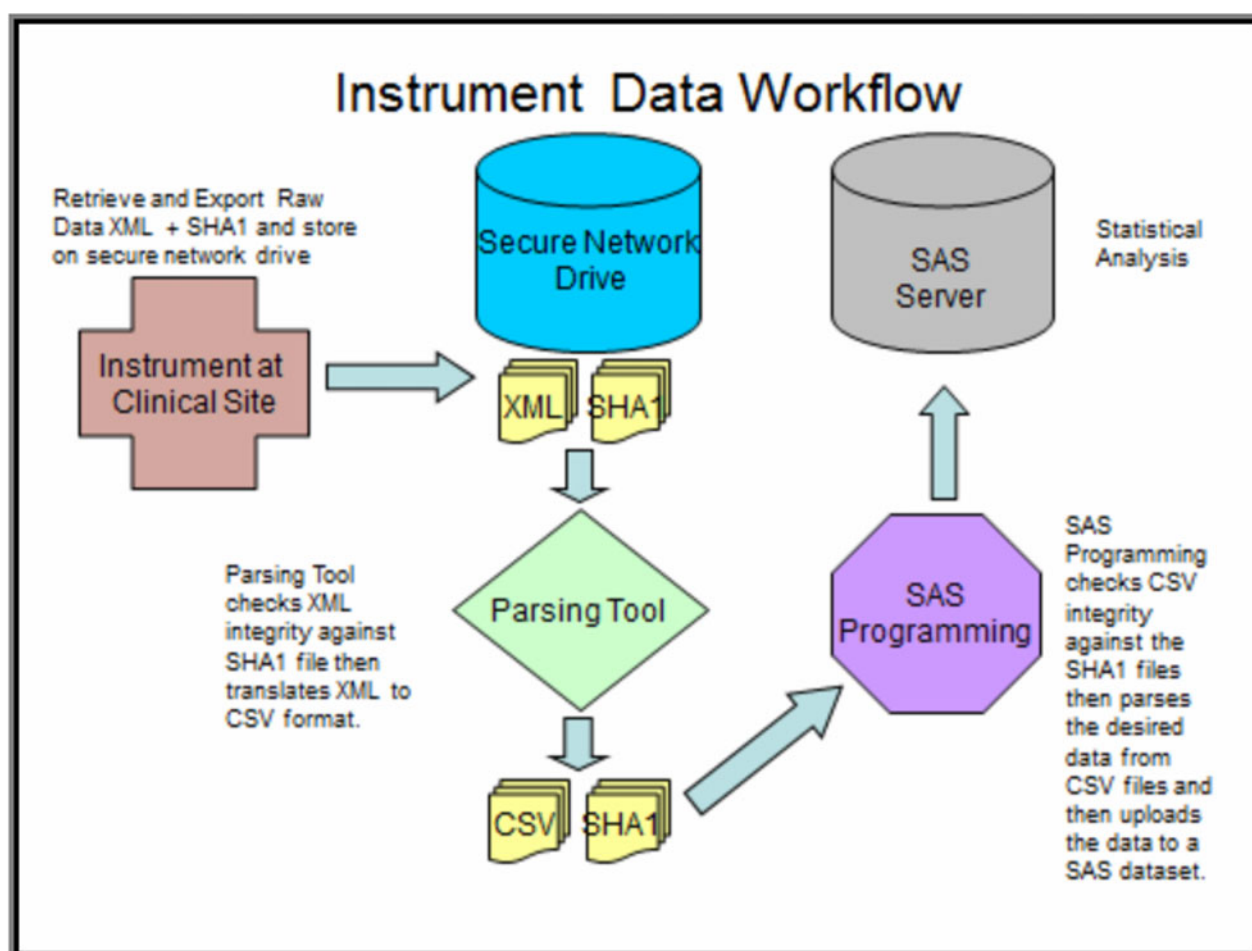 Instrument Data Workflow
Retrieve and Export Raw
Data XML + SHA1 and store
on secure network drive
Instrument at
Clinical Site
Secure Network
Drive
XML
SHA1
SAS
Server
Statistical
Analysis
Parsing Tool
checks XML
integrity against
SHA1 file then
translates XML to
CSV format.
Parsing Tool
CSV
SHA1
SAS
Programming
SAS
Programming
checks CSV
integrity
against the
SHA1 files
then parses
the desired
data from
CSV files and
then uploads
the data to a
SAS dataset.